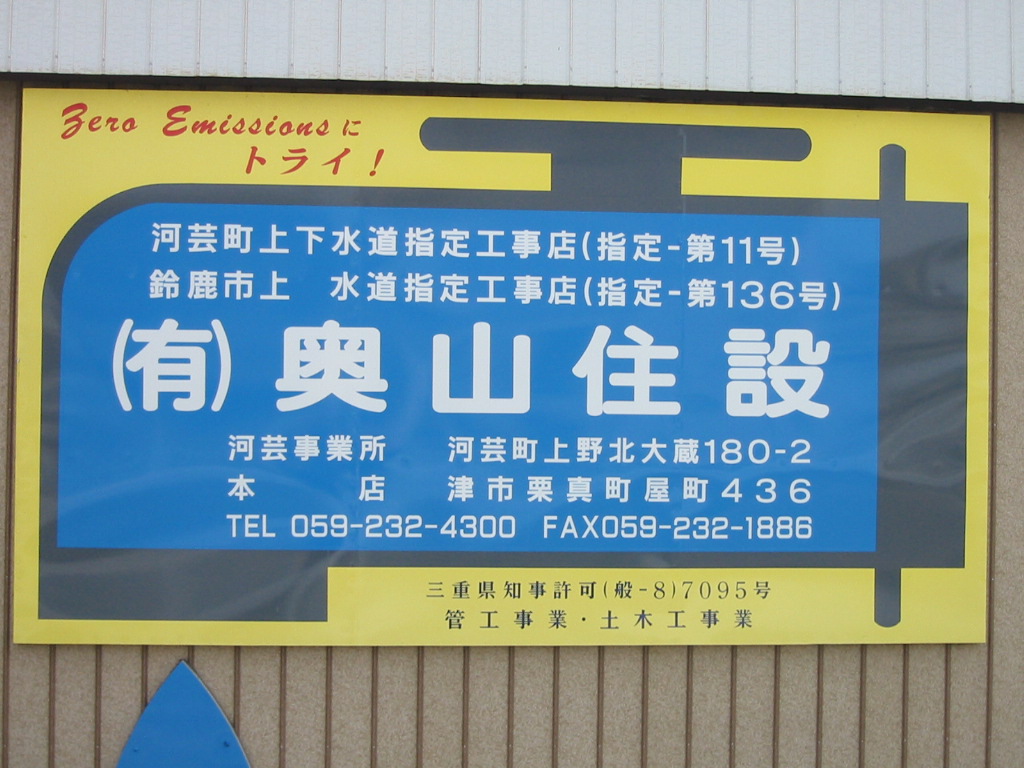 Zero Emissionsに
トライ!
河芸町上下水道指定工事店(指定-第11号)
鈴鹿市上　水道指定工事店(指定-第136号)
(有)奥山住設
河芸事業所　河芸町上野北大蔵180-2
本　店　津市栗真町屋町436
TEL 059-232-4300 FAX059-232-1886
三重県知事許可(般-8)7095号
管工事業・土木工事業